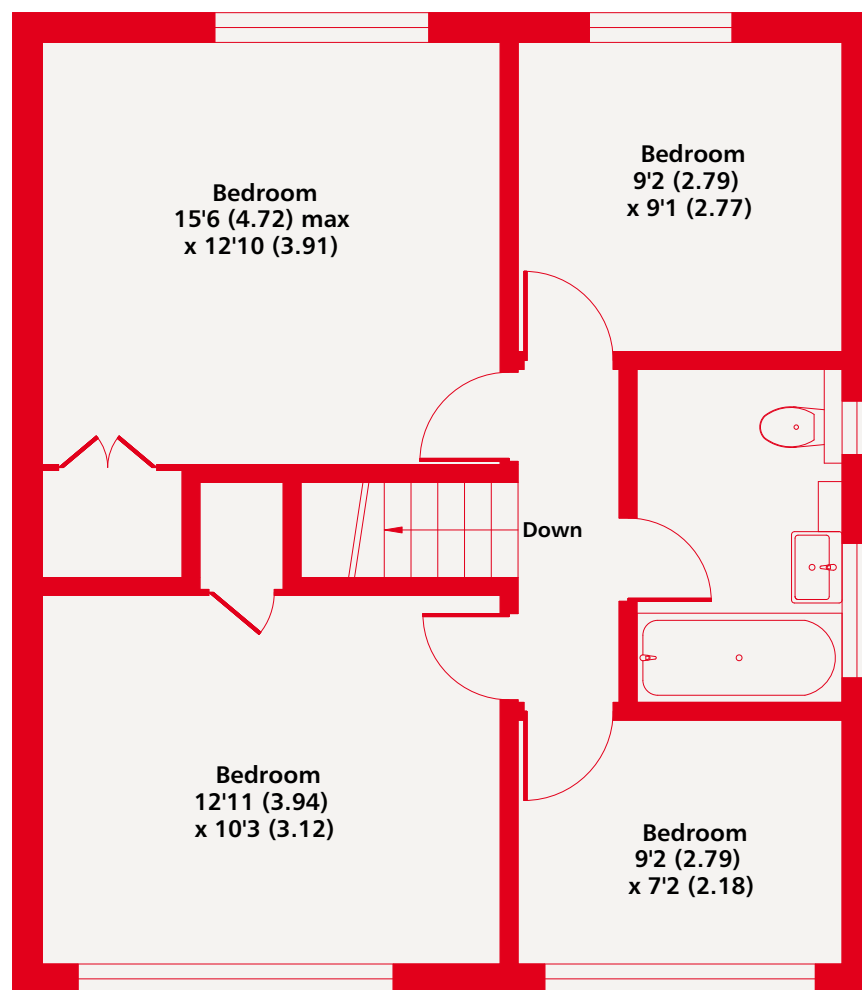 Bedroom
15'6 (4.72) max
x 12'10 (3.91)
Bedroom
9'2 (2.79)
x 9'1 (2.77)
Down
Bedroom
12'11 (3.94)
x 10'3 (3.12)
Bedroom
9'2 (2.79)
x 7'2 (2.18)